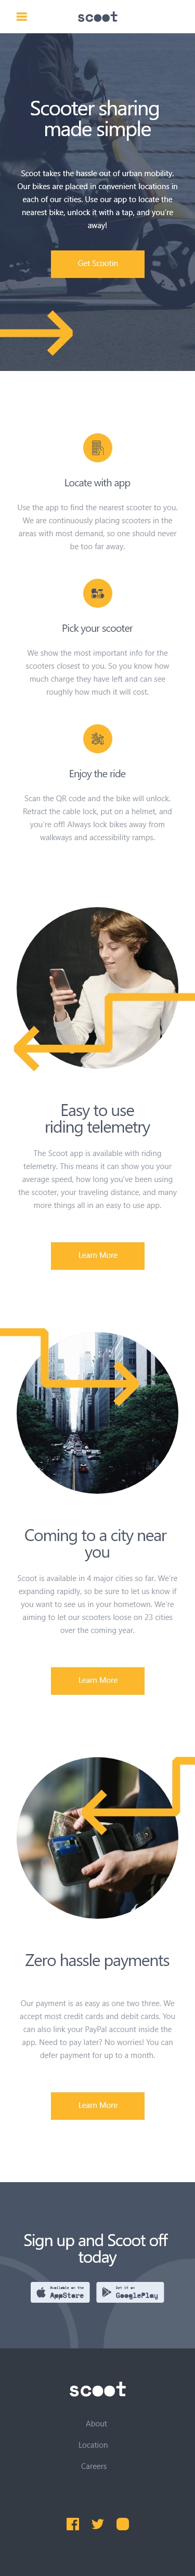 scoot
Scooter sharing
made simple
Scoot takes the hassle out of urban mobility.
Our bikes are placed in convenient locations in
each of our cities. Use our app to locate the
nearest bike, unlock it with a tap, and you're
away!
Get Scootin
Locate with app
Use the app to find the nearest scooter to you.
We are continuously placing scooters in the
areas with most demand, so one should never
be too far away.
Pick your scooter
We show the most important info for the
scooters closest to you. So you know how
much charge they have left and can see
roughly how much it will cost.
Enjoy the ride
Scan the QR code and the bike will unlock.
Retract the cable lock, put on a helmet, and
you're off! Always lock bikes away from
walkways and accessibility ramps.
Easy to use
riding telemetry
The Scoot app is available with riding
telemetry. This means it can show you your
average speed, how long you've been using
the scooter, your traveling distance, and many
more things all in an easy to use app.
Learn More
Coming to a city near
you
Scoot is available in 4 major cities so far. We're
expanding rapidly, so be sure to let us know if
you want to see us in your hometown. We're
aiming to let our scooters loose on 23 cities
over the coming year.
Learn More
Zero hassle payments
Our payment is as easy as one two three. We
accept most credit cards and debit cards. You
can also link your PayPal account inside the
app. Need to pay later? No worries! You can
defer payment for up to a month.
Learn More
Sign up and Scoot off
today
Available on the
AppStore
Get it on
GooglePlay
scoot
About
Location
Careers